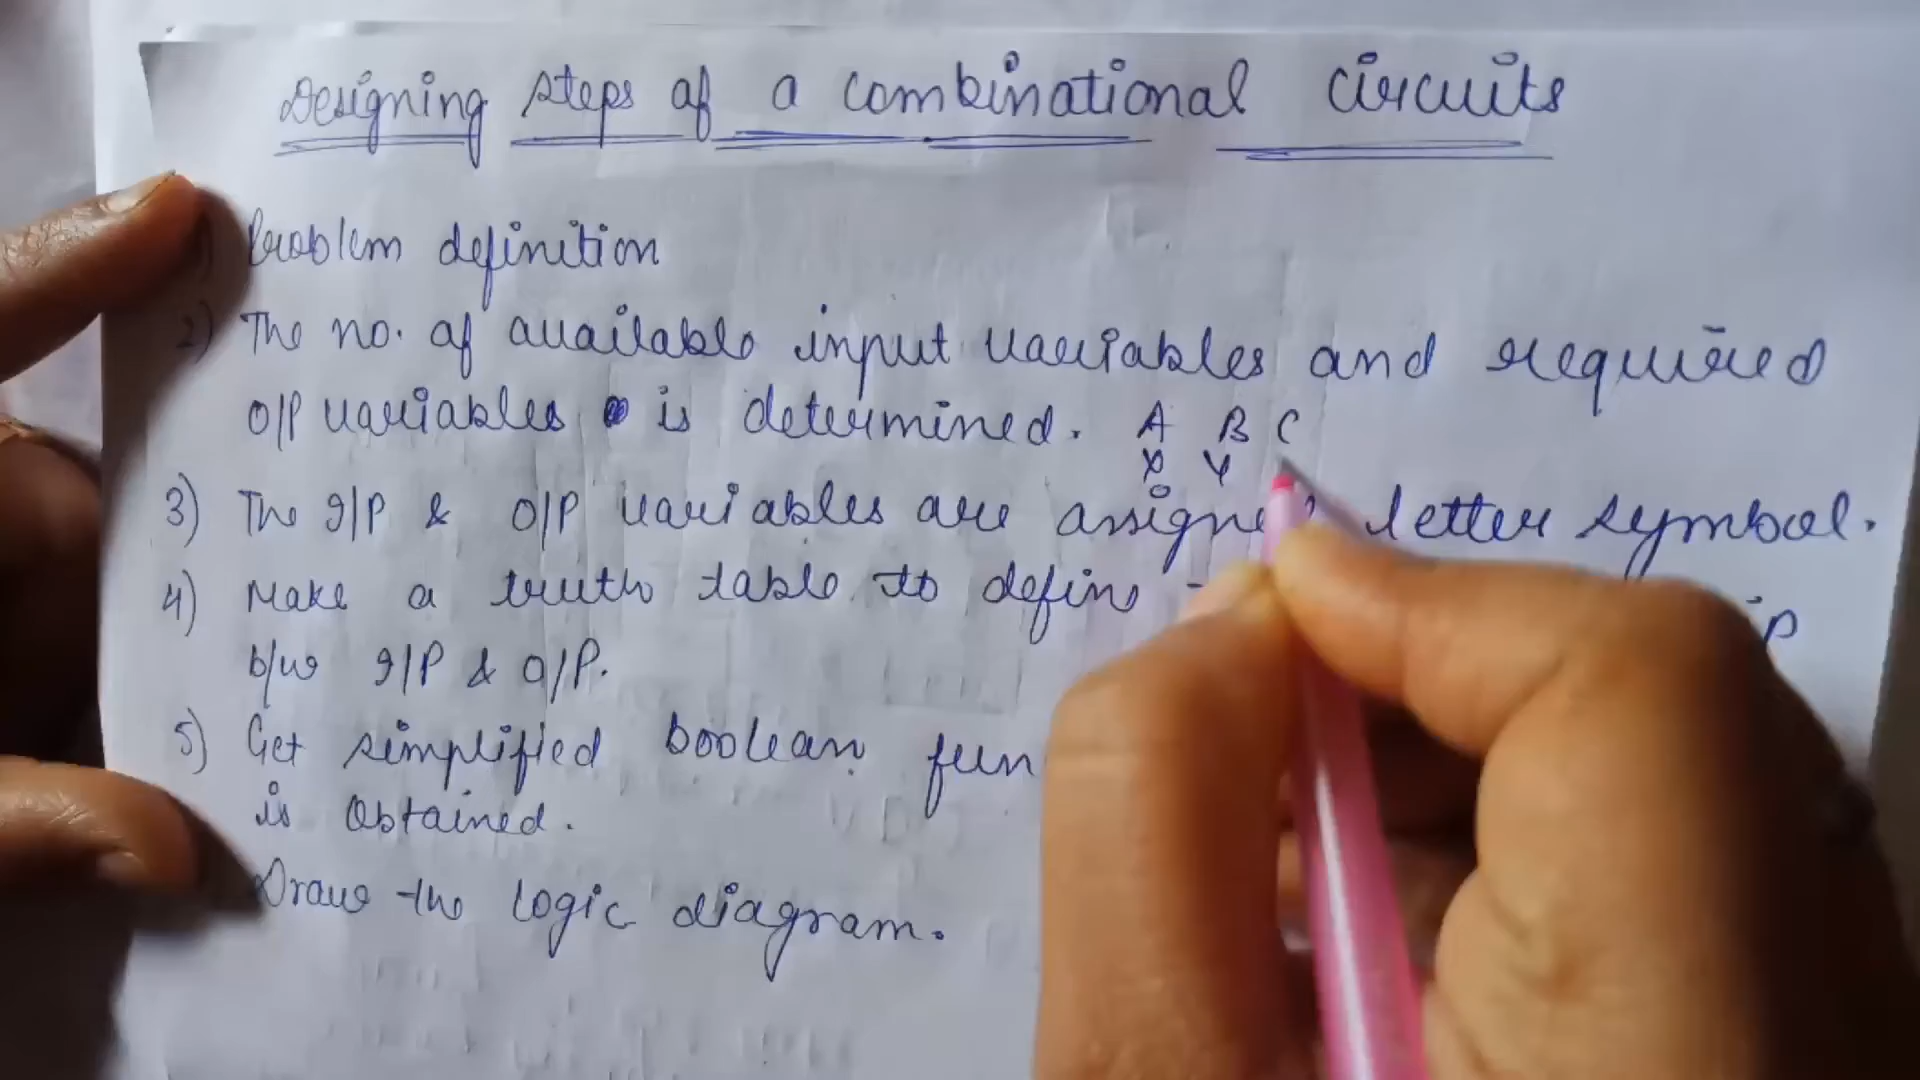 Designing steps of a combinational circuits
Problem definition
2) The no. of available input variables and required
O/P variables is determined. A B C
X Y
3) The I/P & O/P variables are assigned letter symbol.
4) Make a truth table to define
b/w I/P & O/P.
5) Get simplified boolean fun
is obtained.
Draw the logic diagram.